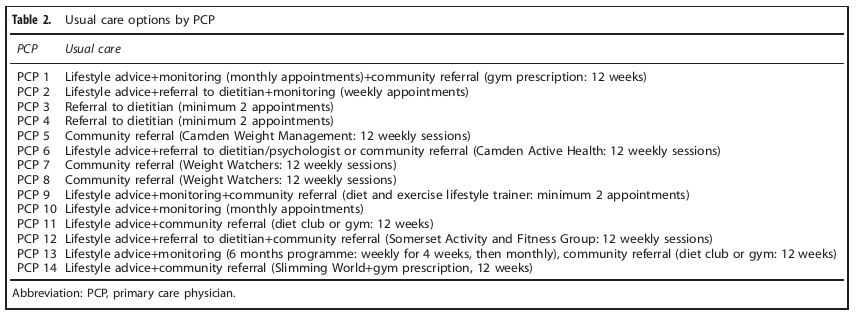 Table 2. Usual care options by PCP
PCP Usual care
PCP 1 Lifestyle advice+monitoring (monthly appointments)+community referral (gym prescription: 12 weeks)
PCP 2 Lifestyle advice+referral to dietitian+monitoring (weekly appointments)
PCP 3 Referral to dietitian (minimum 2 appointments)
PCP 4 Referral to dietitian (minimum 2 appointments)
PCP 5 Community referral (Camden Weight Management: 12 weekly sessions)
PCP 6 Lifestyle advice+referral to dietitian/psychologist or community referral (Camden Active Health: 12 weekly sessions)
PCP 7 Community referral (Weight Watchers: 12 weekly sessions)
PCP 8 Community referral (Weight Watchers: 12 weekly sessions)
PCP 9 Lifestyle advice+monitoring+community referral (diet and exercise lifestyle trainer: minimum 2 appointments)
PCP 10 Lifestyle advice+monitoring (monthly appointments)
PCP 11 Lifestyle advice+community referral (diet club or gym: 12 weeks)
PCP 12 Lifestyle advice+referral to dietitian+community referral (Somerset Activity and Fitness Group: 12 weekly sessions)
PCP 13 Lifestyle advice+monitoring (6 months programme: weekly for 4 weeks, then monthly), community referral (diet club or gym: 12 weeks)
PCP 14 Lifestyle advice+community referral (Slimming World+gym prescription, 12 weeks)
Abbreviation: PCP, primary care physician.